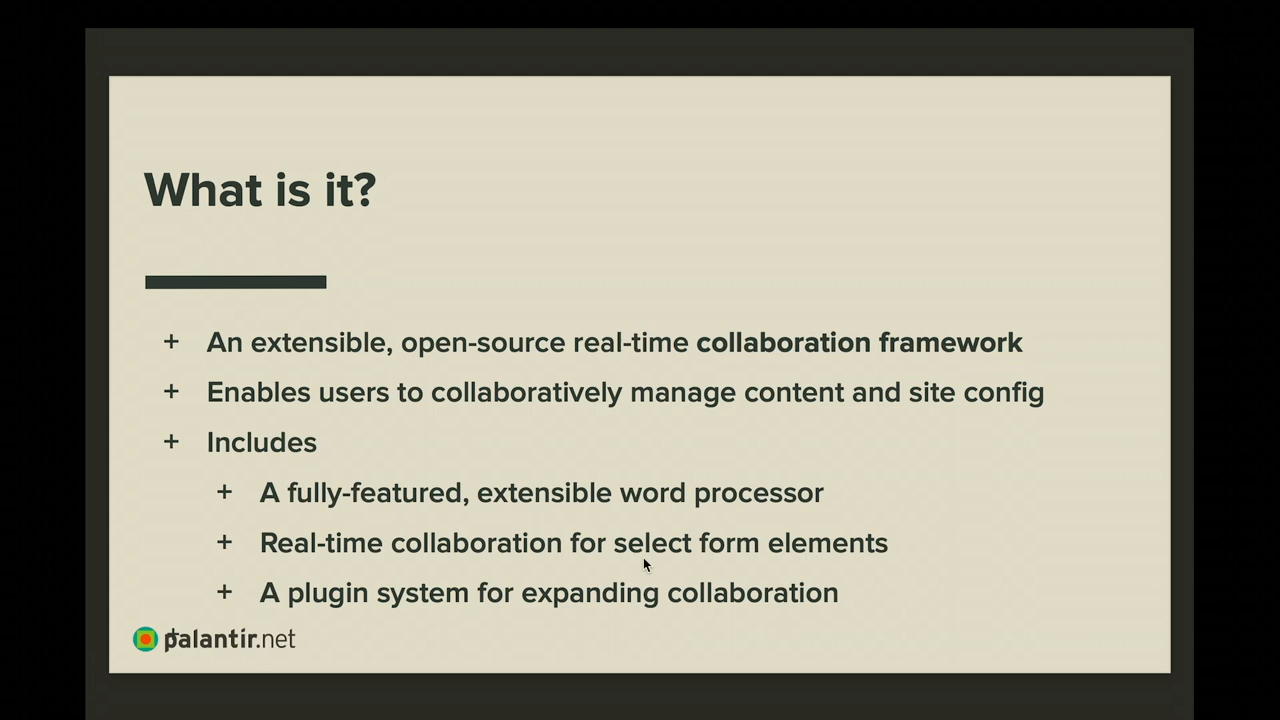 What is it?
+ An extensible, open-source real-time collaboration framework
+ Enables users to collaboratively manage content and site config
+ Includes
+ A fully-featured, extensible word processor
+ Real-time collaboration for select form elements
+ A plugin system for expanding collaboration
palantir.net